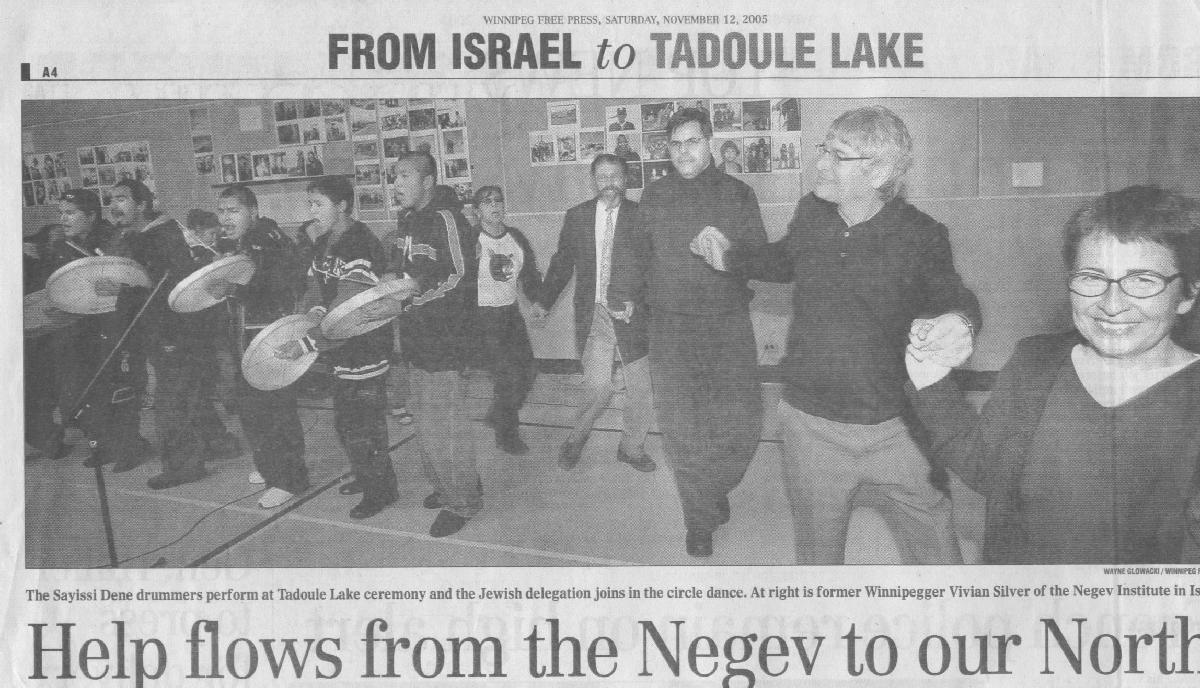 WINNIPEG FREE PRESS, SATURDAY, NOVEMBER 12, 2005
FROM ISRAEL to TADOULE LAKE
A4
WAYNE GLOWACKI / WINNIPEG F
The Sayissi Dene drummers perform at Tadoule Lake ceremony and the Jewish delegation joins in the circle dance. At right is former Winnipegger Vivian Silver of the Negev Institute in Is
Help flows from the Negev to our North